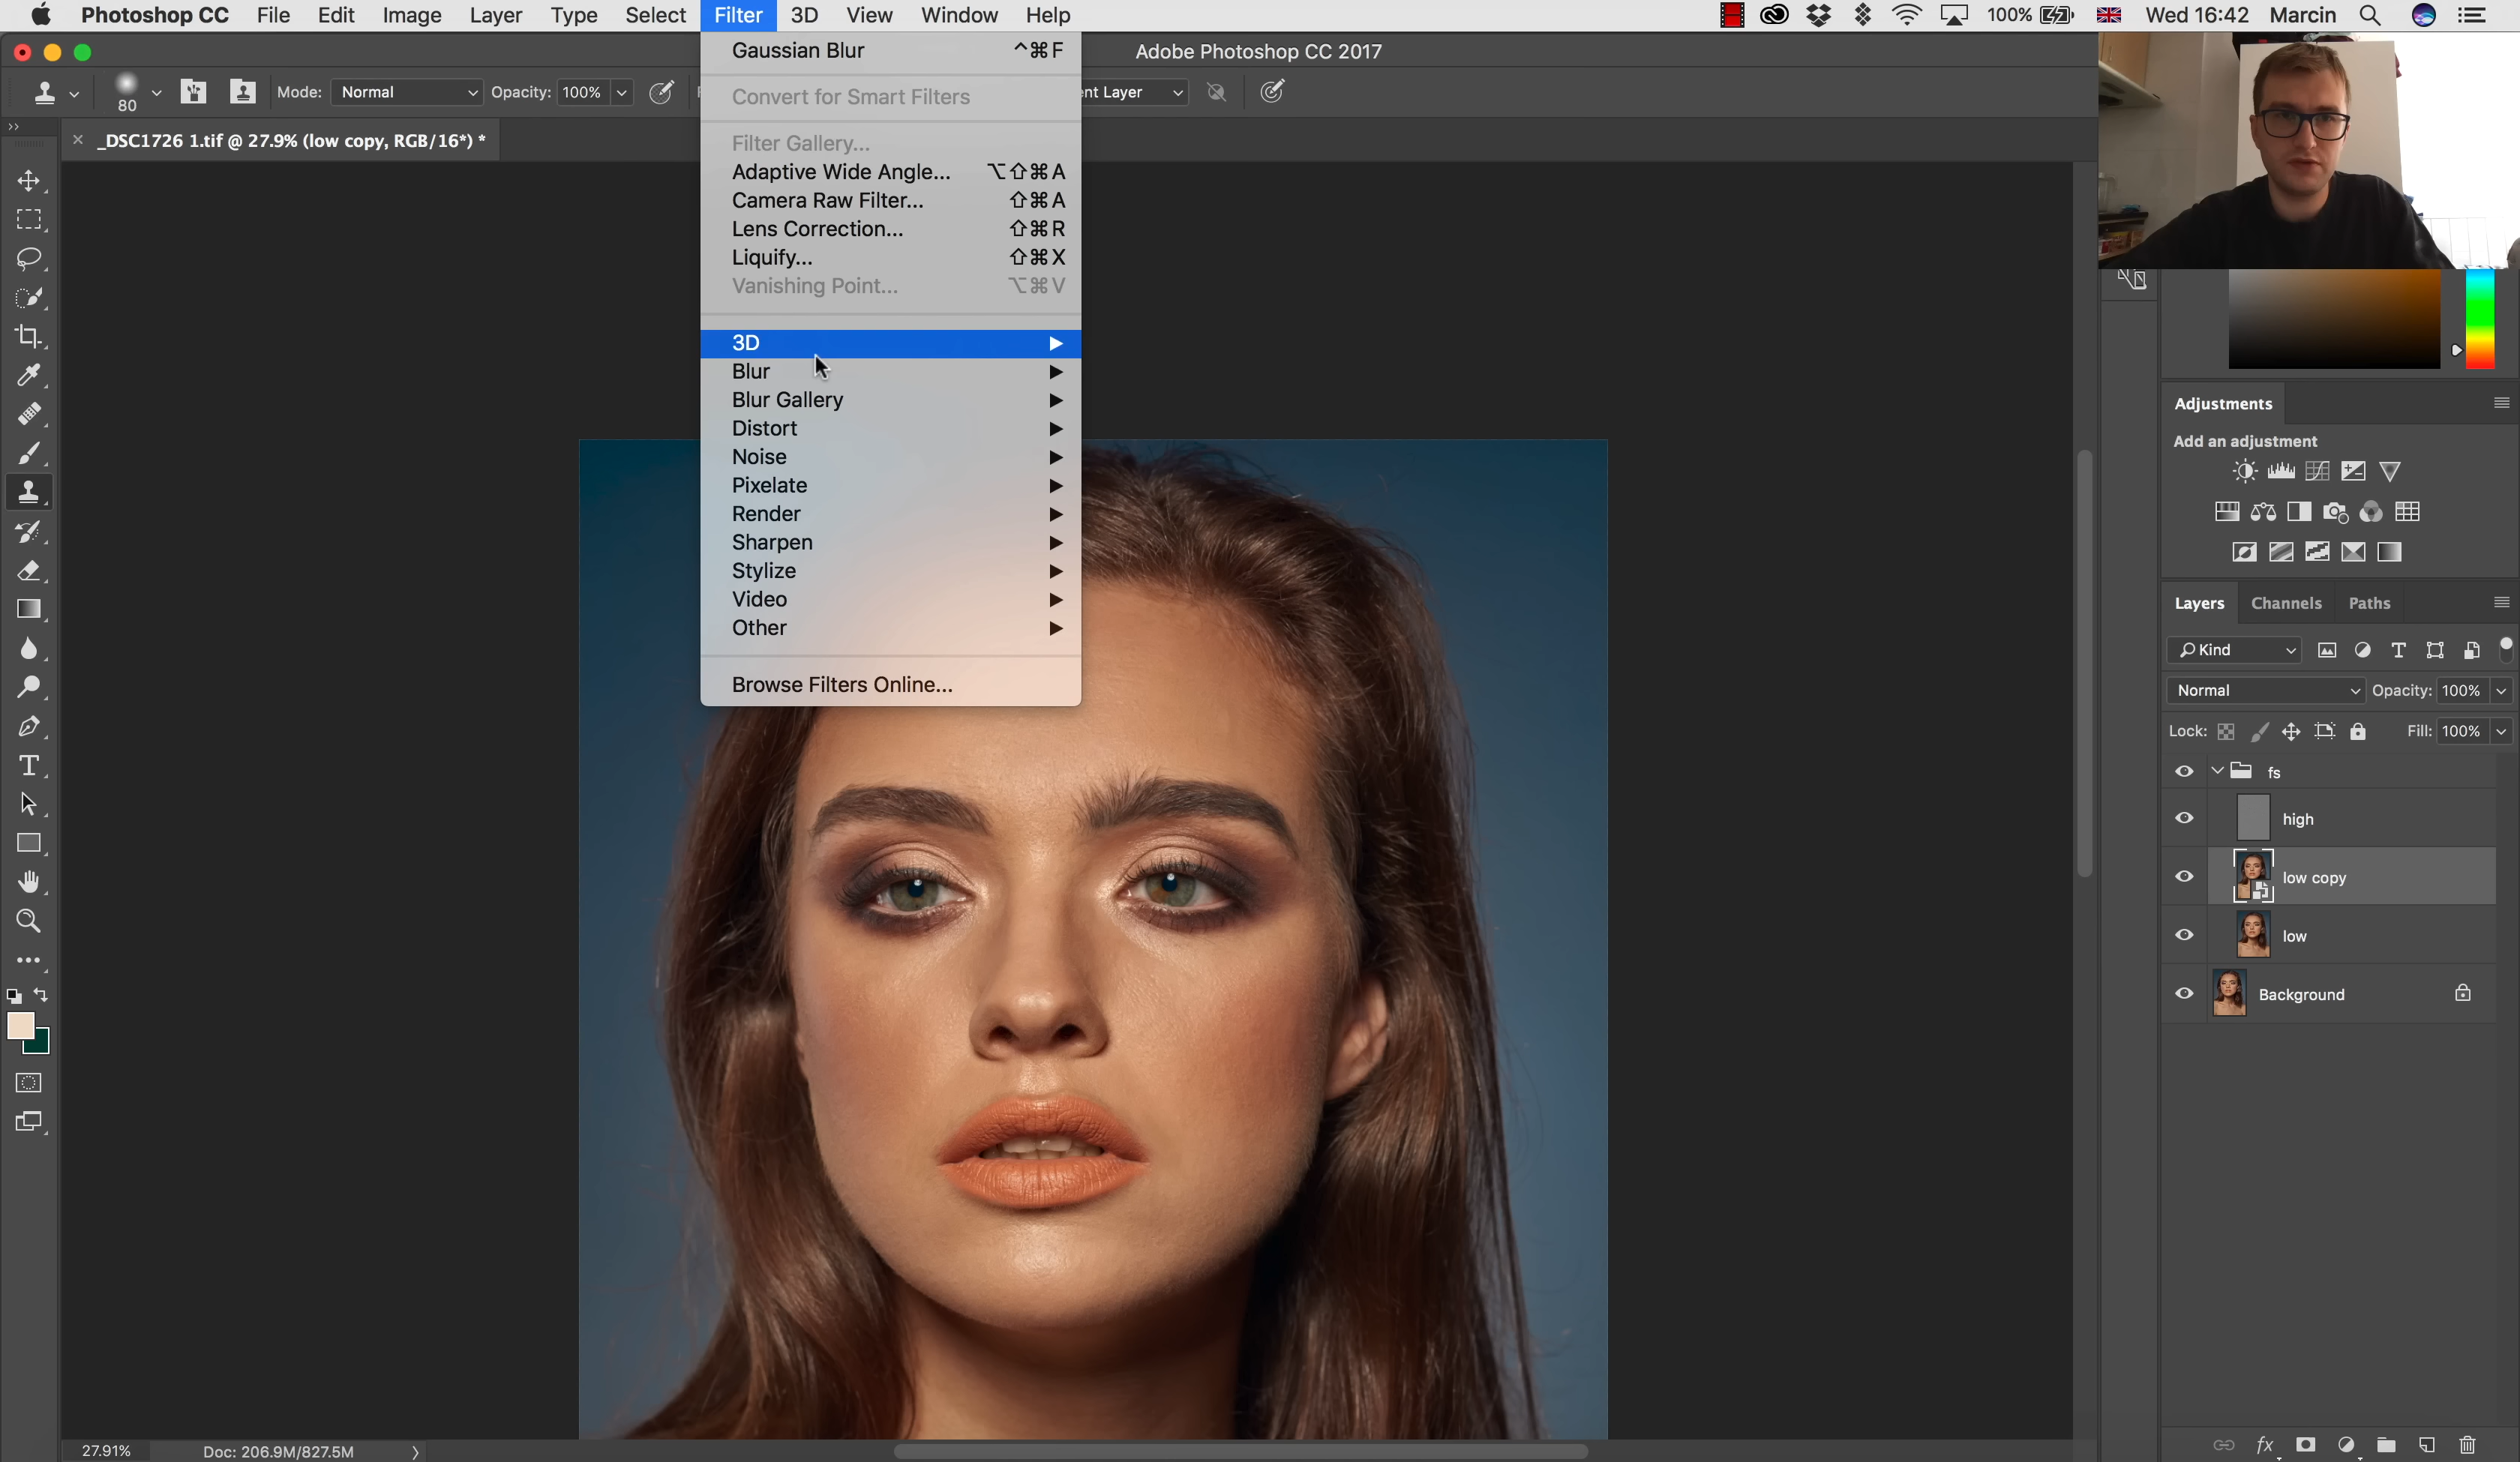 Photoshop CC File Edit Image Layer Type Select Filter 3D View Window Help 100% Wed 16:42 Marcin
Adobe Photoshop CC 2017
80 Mode: Normal Opacity: 100% nt Layer
_DSC1726 1.tif @ 27.9% (low copy, RGB/16*) *
Gaussian Blur ^⌘F
Convert for Smart Filters
Filter Gallery...
Adaptive Wide Angle... ⌥⇧⌘A
Camera Raw Filter... ⇧⌘A
Lens Correction... ⇧⌘R
Liquify... ⇧⌘X
Vanishing Point... ⌥⌘V
3D
Blur
Blur Gallery
Distort
Noise
Pixelate
Render
Sharpen
Stylize
Video
Other
Browse Filters Online...
Adjustments
Add an adjustment
Layers Channels Paths
Kind
Normal Opacity: 100%
Lock: Fill: 100%
fs
high
low copy
low
Background
27.91% Doc: 206.9M/827.5M